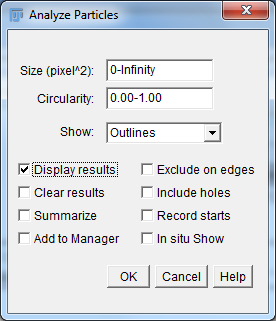 Analyze Particles
Size (pixel^2): 0-Infinity
Circularity: 0.00-1.00
Show: Outlines
Display results Exclude on edges
Clear results Include holes
Summarize Record starts
Add to Manager In situ Show
OK Cancel Help